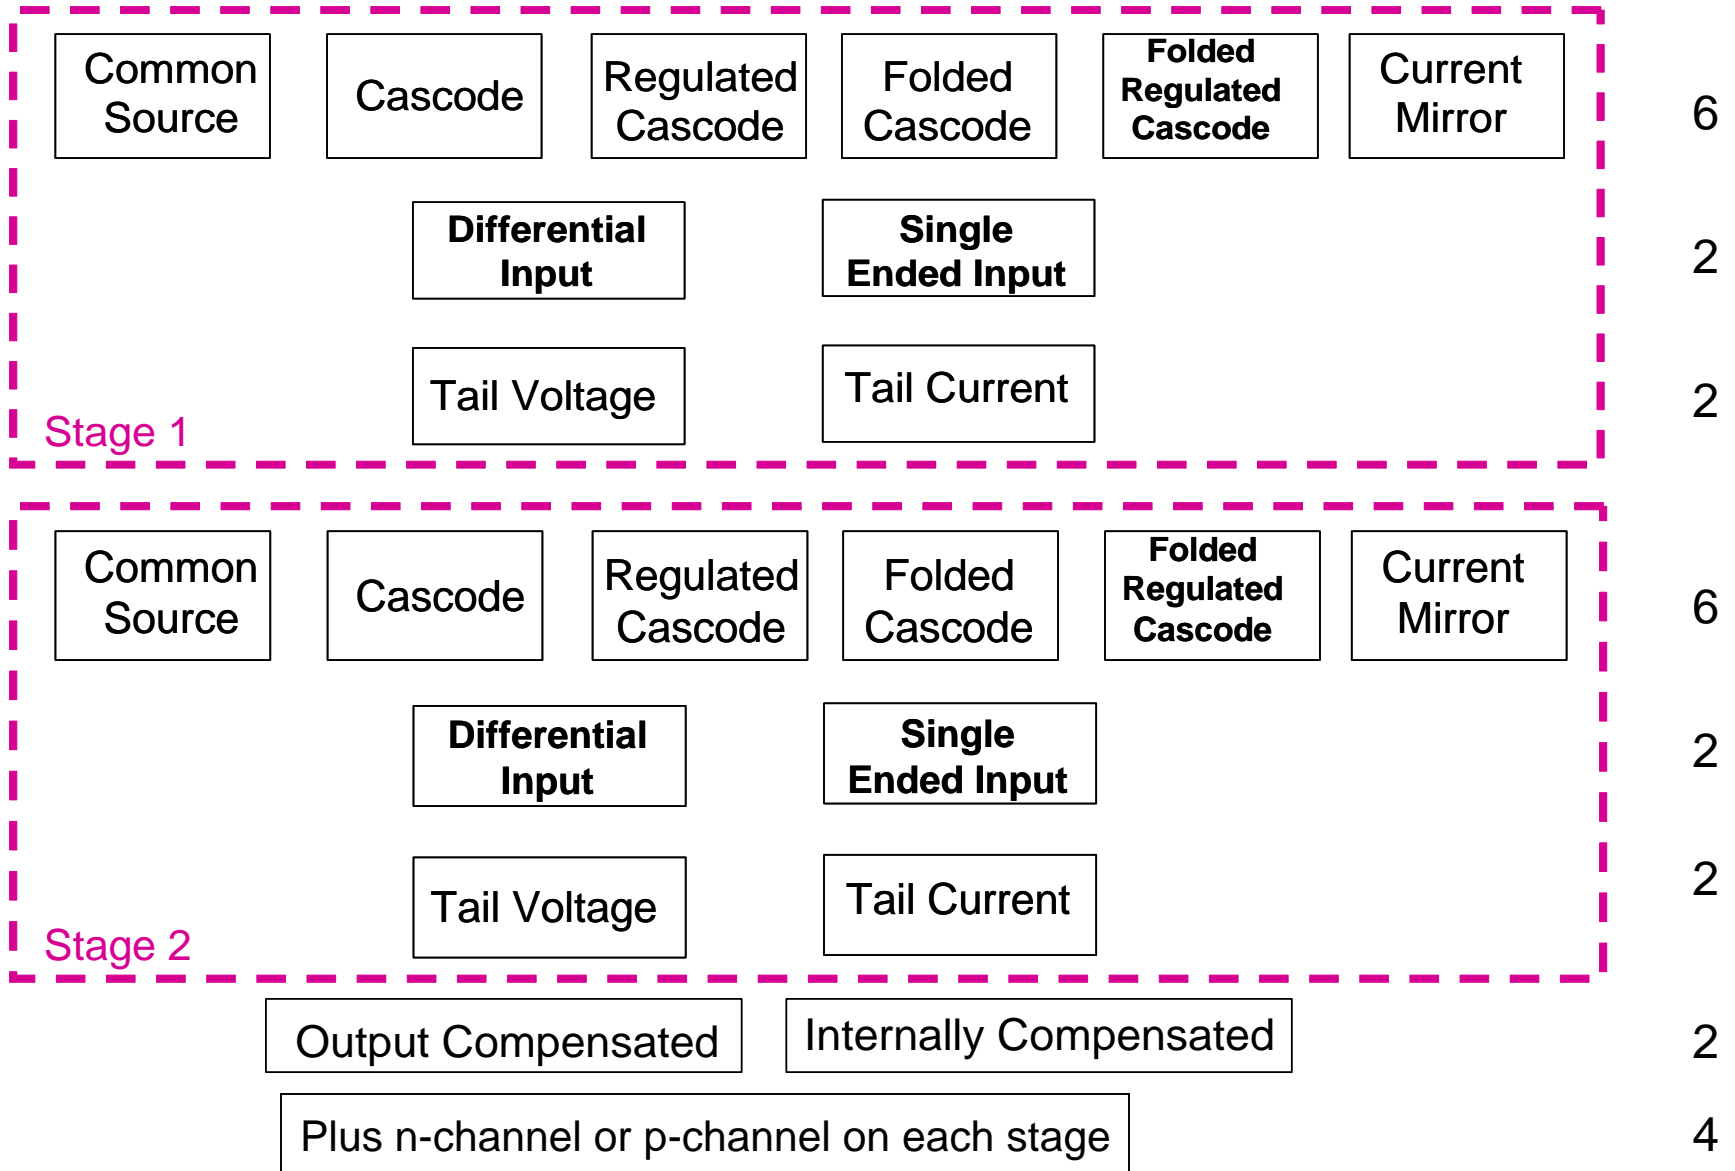 Common
Source
Cascode
Regulated
Cascode
Folded
Cascode
Folded
Regulated
Cascode
Current
Mirror
6
Differential
Input
Single
Ended Input
2
Tail Voltage
Tail Current
2
Stage 1
Common
Source
Cascode
Regulated
Cascode
Folded
Cascode
Folded
Regulated
Cascode
Current
Mirror
6
Differential
Input
Single
Ended Input
2
Tail Voltage
Tail Current
2
Stage 2
Output Compensated
Internally Compensated
2
Plus n-channel or p-channel on each stage
4